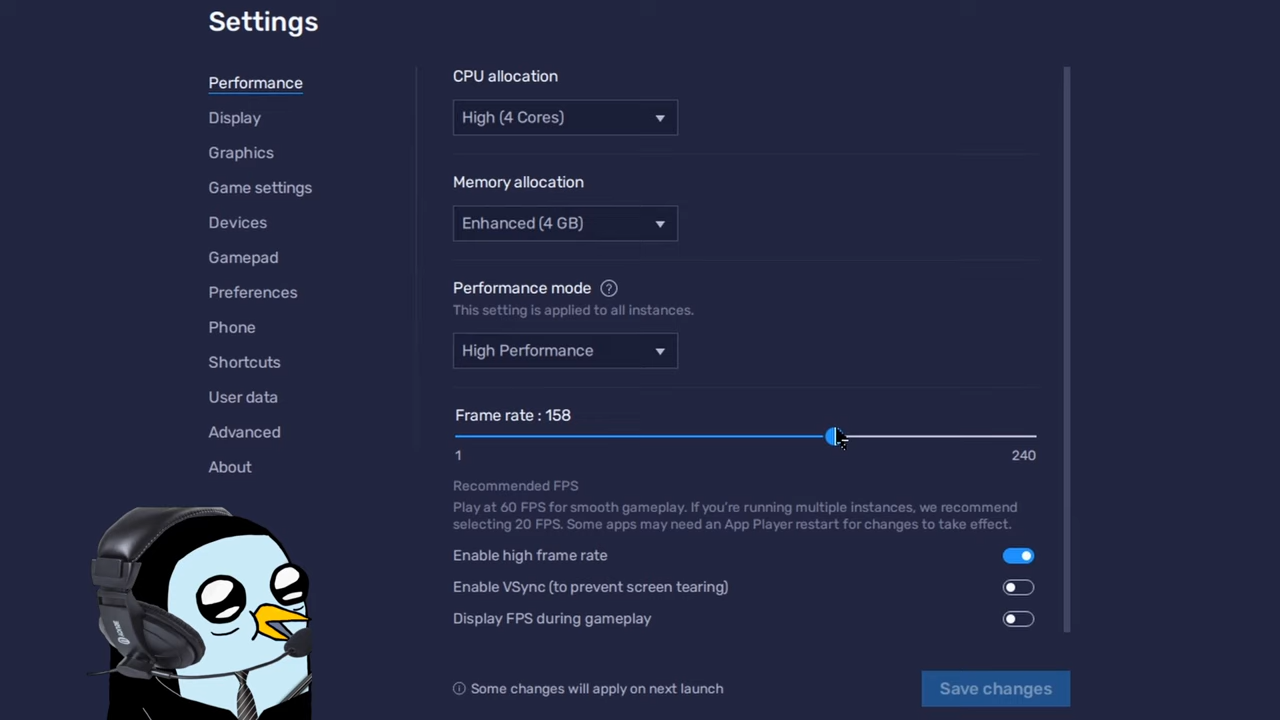 Settings
Performance
Display
Graphics
Game settings
Devices
Gamepad
Preferences
Phone
Shortcuts
User data
Advanced
About
CPU allocation
High (4 Cores)
Memory allocation
Enhanced (4 GB)
Performance mode ?
This setting is applied to all instances.
High Performance
Frame rate : 158
1 240
Recommended FPS
Play at 60 FPS for smooth gameplay. If you're running multiple instances, we recommend
selecting 20 FPS. Some apps may need an App Player restart for changes to take effect.
Enable high frame rate
Enable VSync (to prevent screen tearing)
Display FPS during gameplay
Some changes will apply on next launch
Save changes